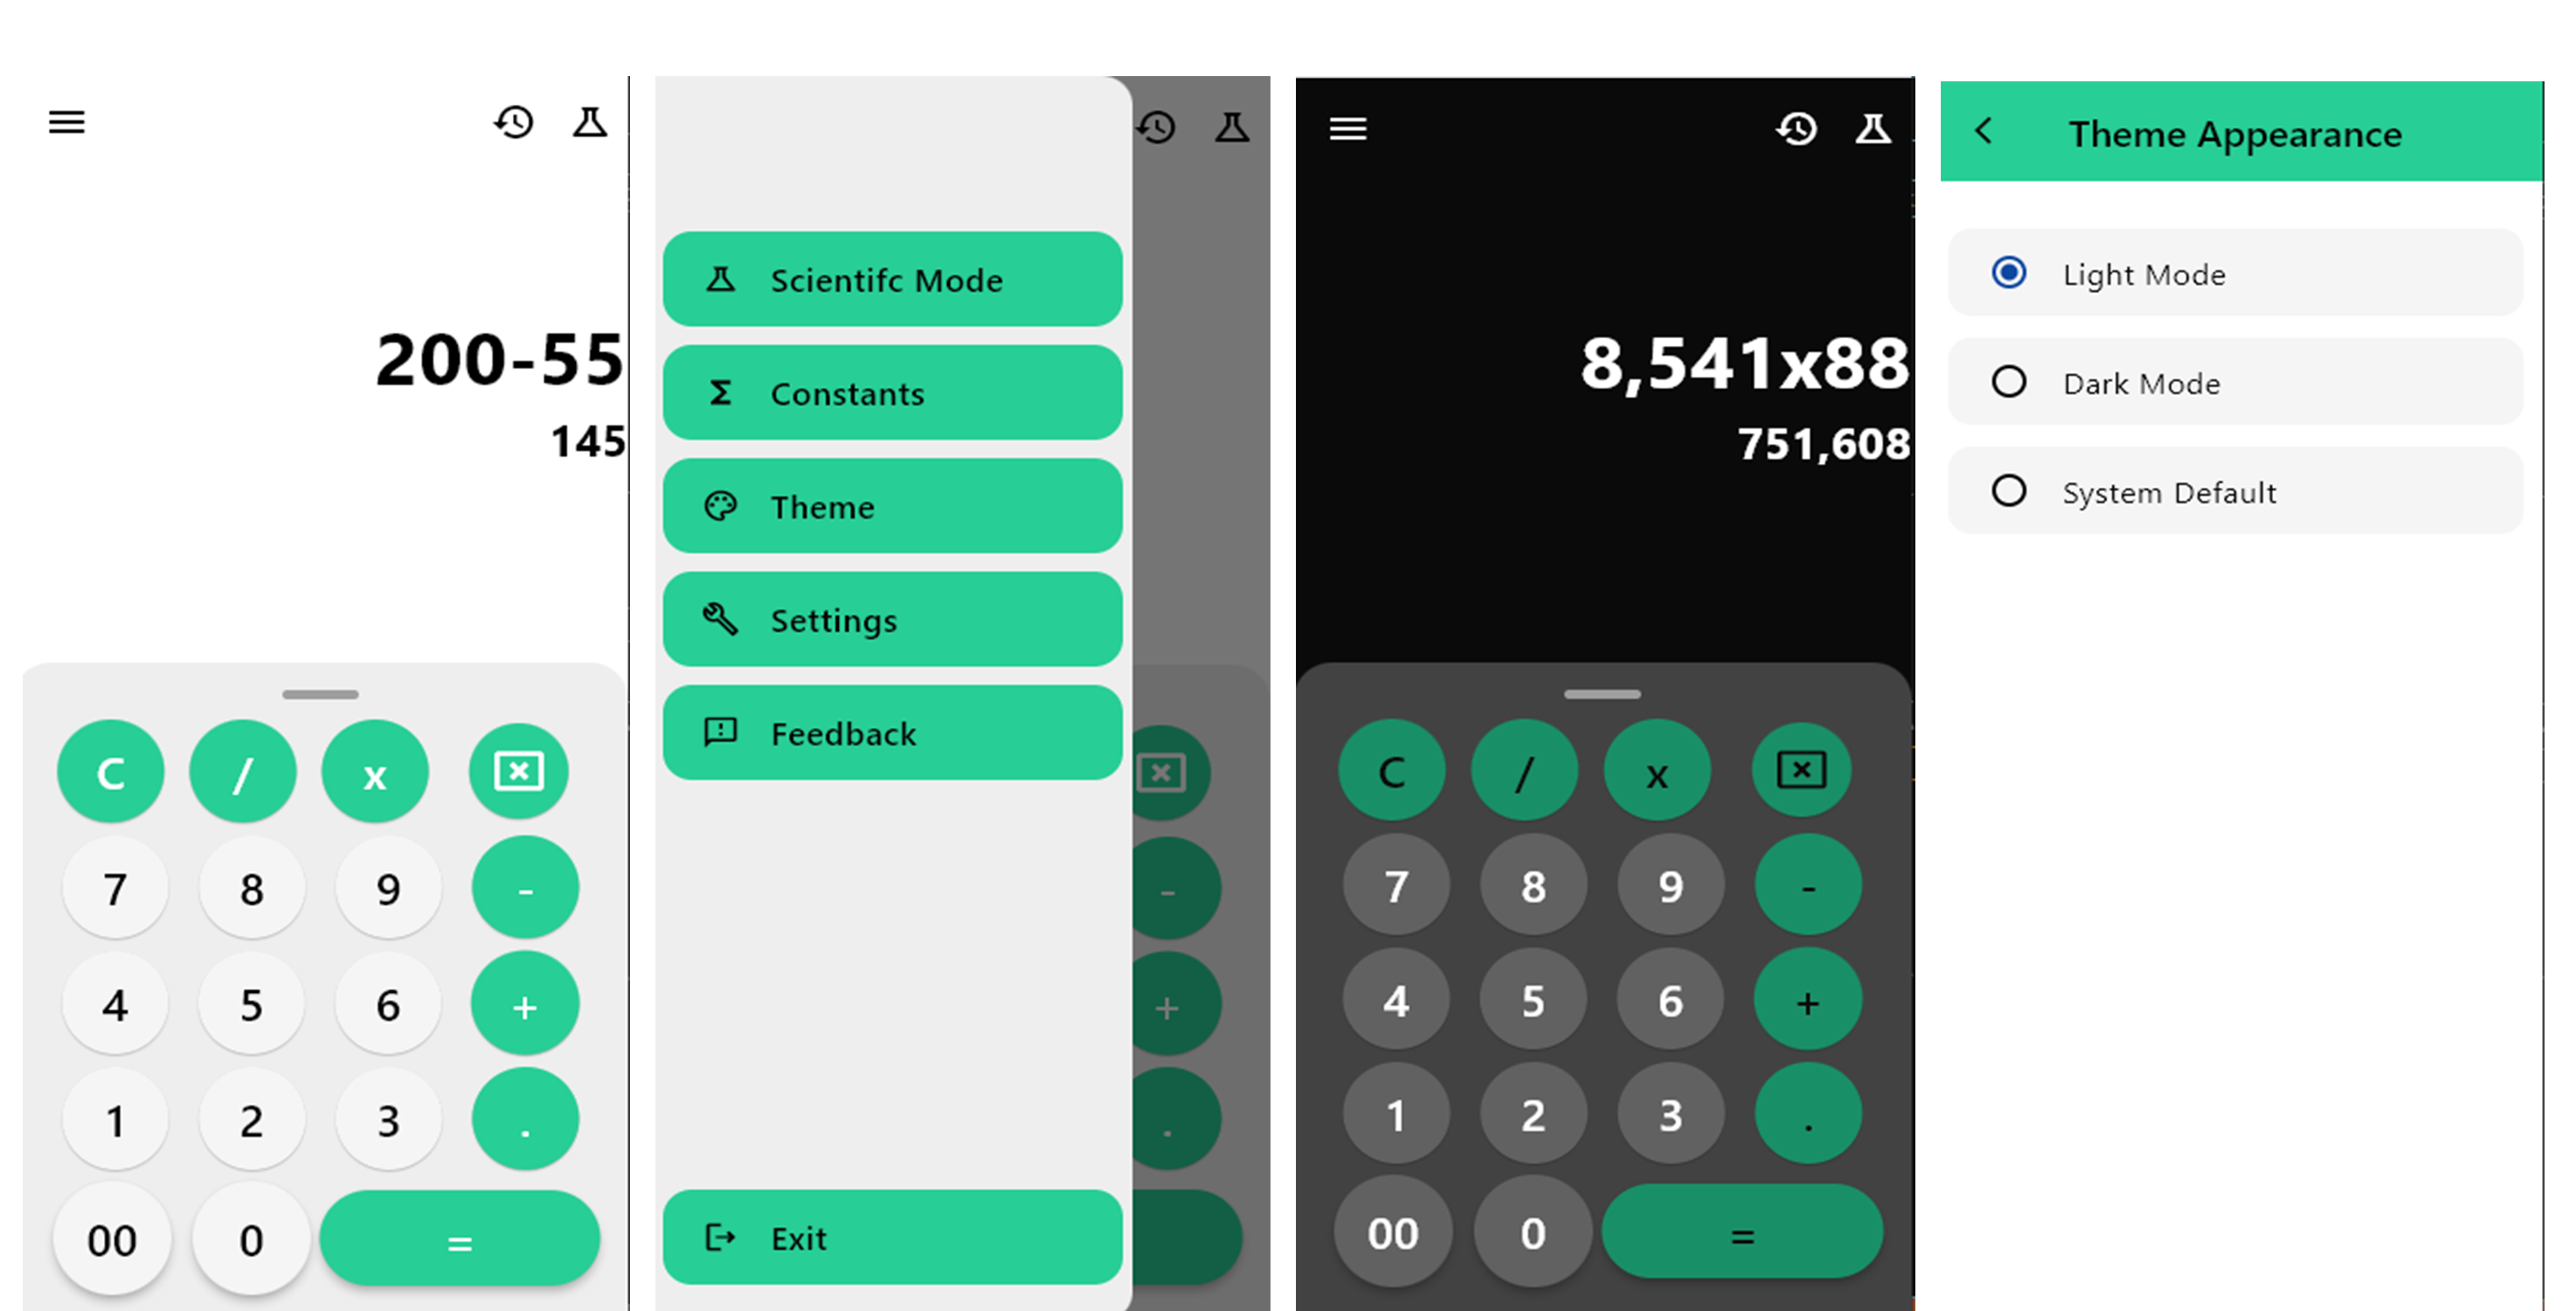 200-55
145
C / x
7 8 9 -
4 5 6 +
1 2 3 .
00 0 =
Scientifc Mode
Constants
Theme
Settings
Feedback
Exit
-
+
.
8,541x88
751,608
C / x
7 8 9 -
4 5 6 +
1 2 3 .
00 0 =
Theme Appearance
Light Mode
Dark Mode
System Default